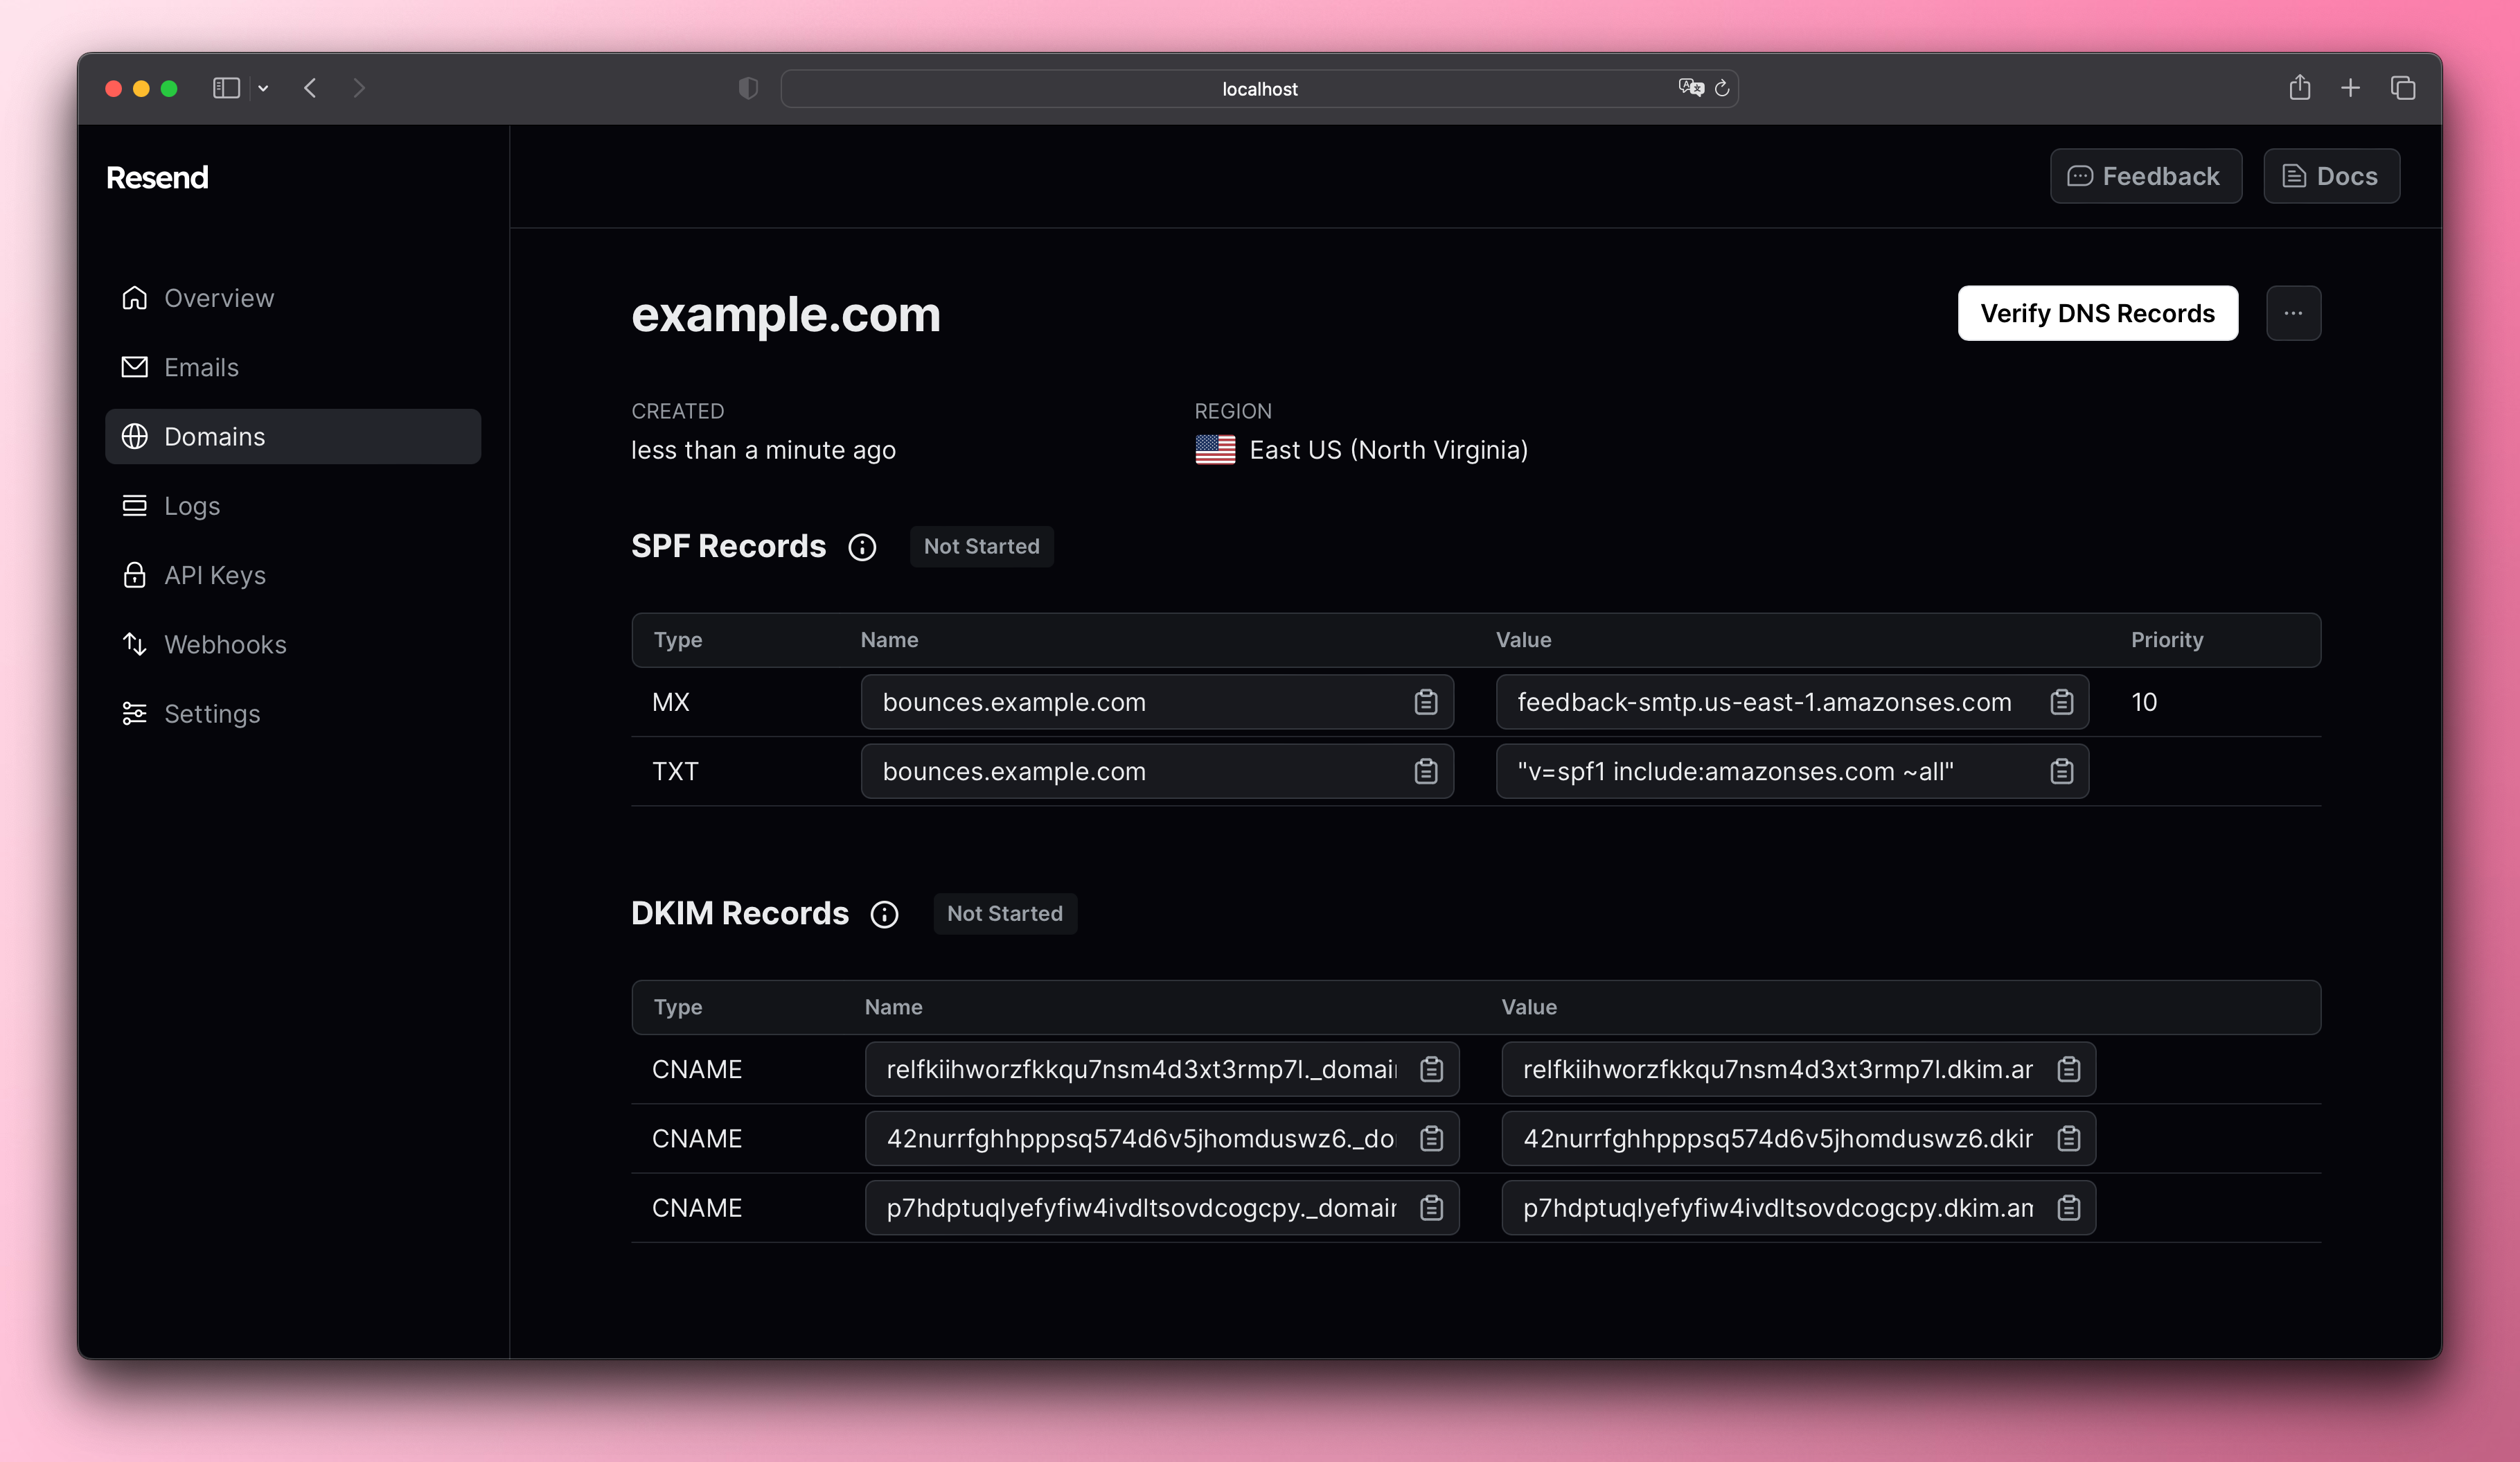 localhost
Resend
Feedback
Docs
Overview
Emails
Domains
Logs
API Keys
Webhooks
Settings
example.com
Verify DNS Records
CREATED
less than a minute ago
REGION
East US (North Virginia)
SPF Records
Not Started
Type Name Value Priority
MX bounces.example.com feedback-smtp.us-east-1.amazonses.com 10
TXT bounces.example.com "v=spf1 include:amazonses.com ~all"
DKIM Records
Not Started
Type Name Value
CNAME relfkiihworzfkkqu7nsm4d3xt3rmp7l._domai relfkiihworzfkkqu7nsm4d3xt3rmp7l.dkim.ar
CNAME 42nurrfghhpppsq574d6v5jhomduswz6._do 42nurrfghhpppsq574d6v5jhomduswz6.dkir
CNAME p7hdptuqlyefyfiw4ivdltsovdcogcpy._domair p7hdptuqlyefyfiw4ivdltsovdcogcpy.dkim.am